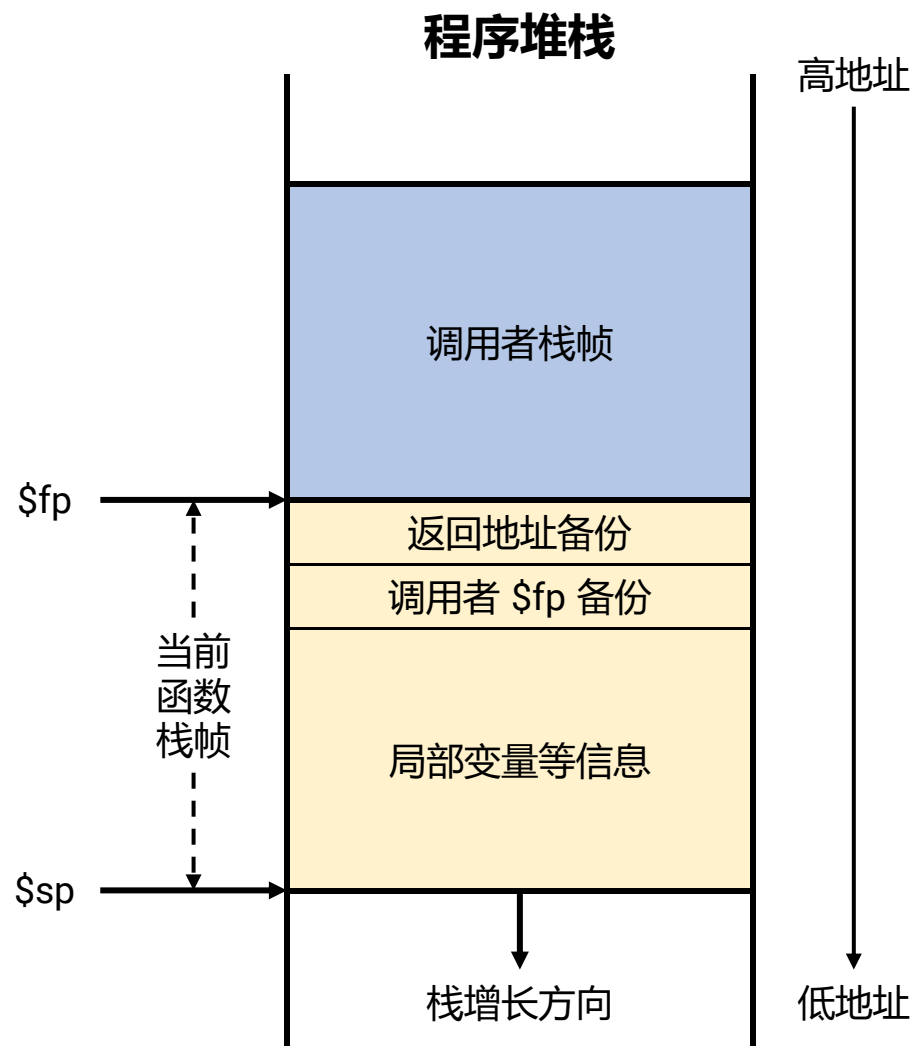 程序堆栈
高地址
调用者栈帧
$fp
返回地址备份
调用者 $fp 备份
当前
函数
栈帧
局部变量等信息
$sp
栈增长方向
低地址